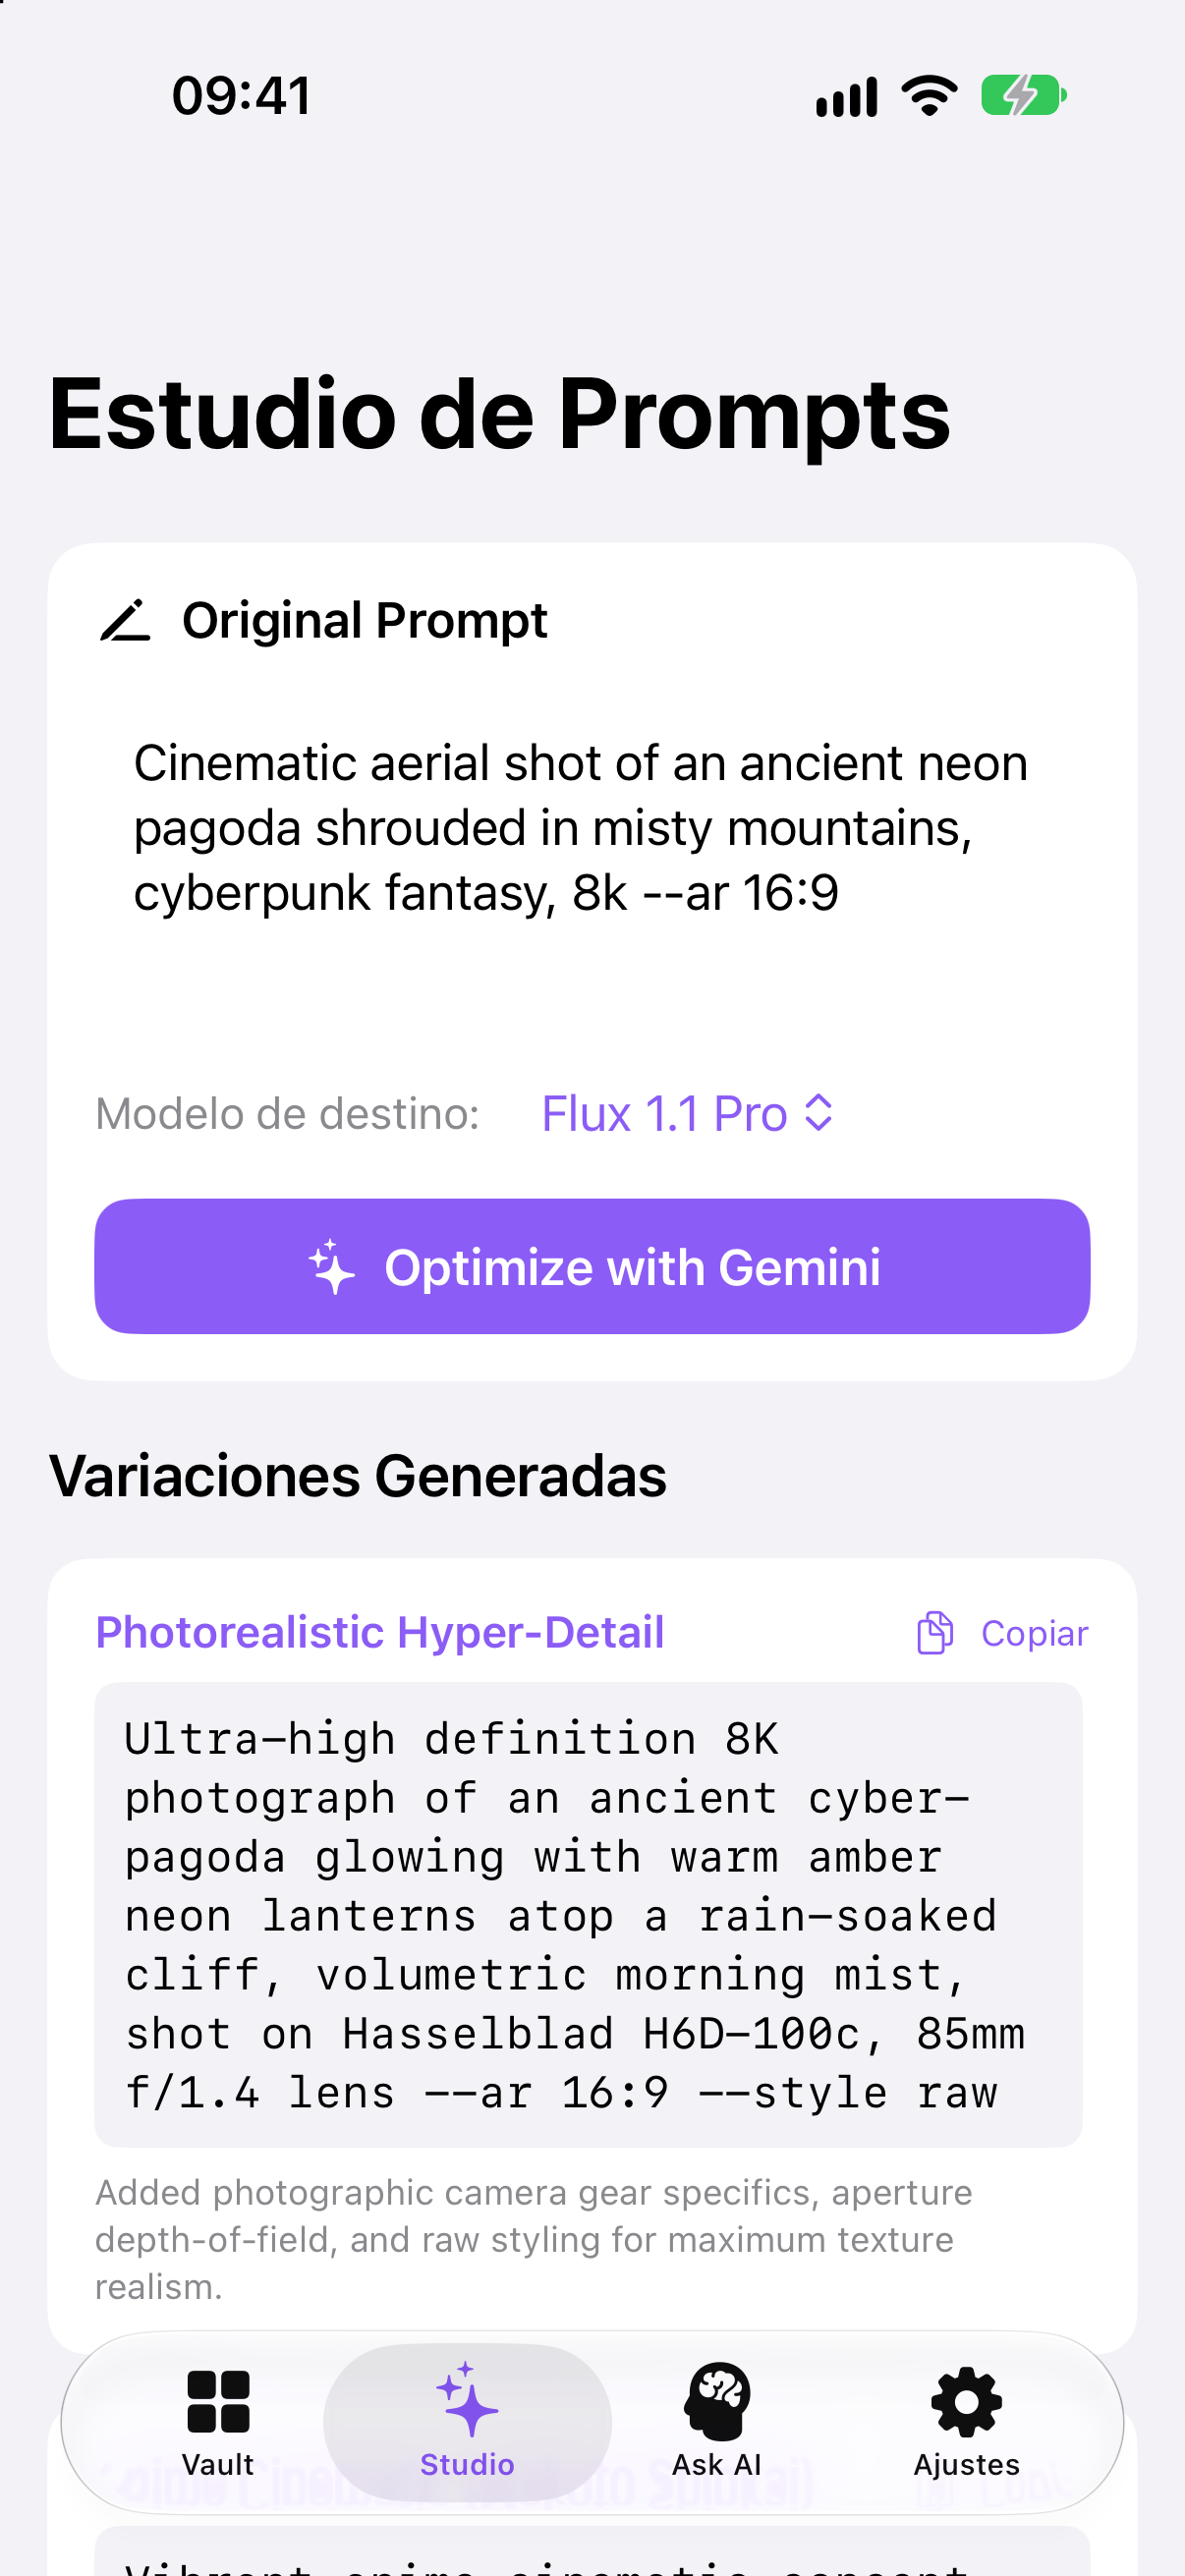 09:41
Estudio de Prompts
Original Prompt
Cinematic aerial shot of an ancient neon
pagoda shrouded in misty mountains,
cyberpunk fantasy, 8k --ar 16:9
Modelo de destino: Flux 1.1 Pro
Optimize with Gemini
Variaciones Generadas
Photorealistic Hyper-Detail Copiar
Ultra-high definition 8K
photograph of an ancient cyber-
pagoda glowing with warm amber
neon lanterns atop a rain-soaked
cliff, volumetric morning mist,
shot on Hasselblad H6D-100c, 85mm
f/1.4 lens --ar 16:9 --style raw
Added photographic camera gear specifics, aperture
depth-of-field, and raw styling for maximum texture
realism.
Vault Studio Ask AI Ajustes
Vibrant anime cinematic concept